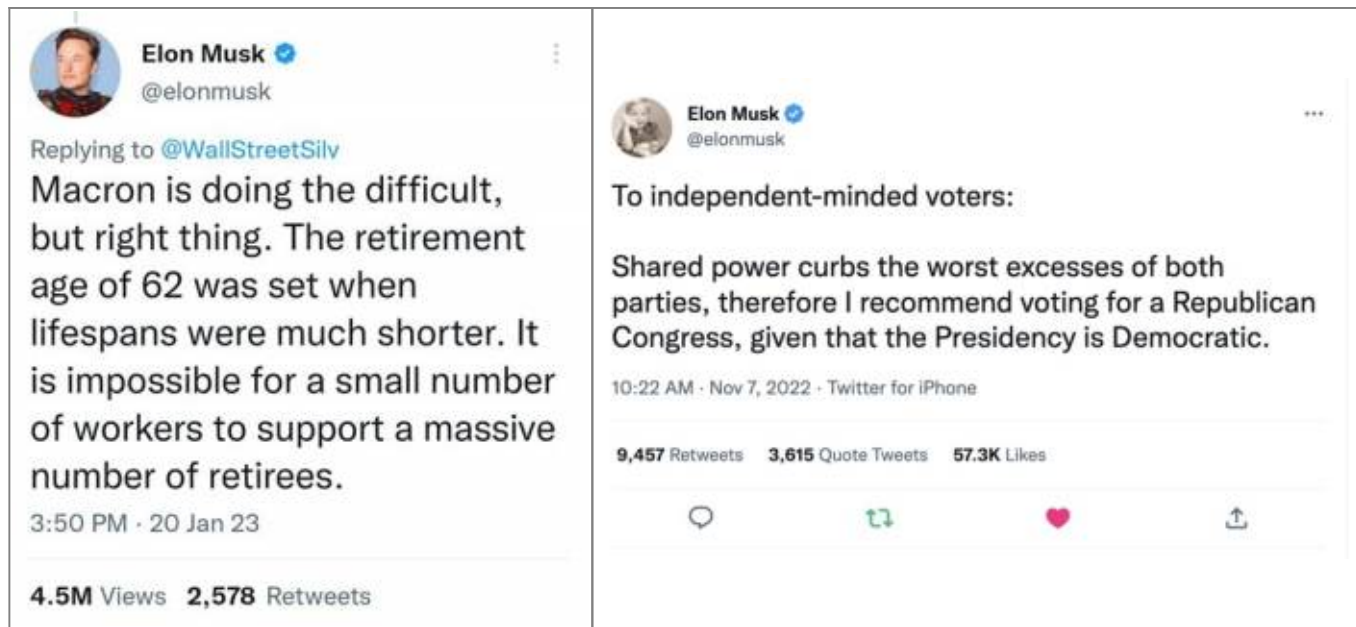 Elon Musk
@elonmusk
Replying to @WallStreetSilv
Macron is doing the difficult,
but right thing. The retirement
age of 62 was set when
lifespans were much shorter. It
is impossible for a small number
of workers to support a massive
number of retirees.
3:50 PM · 20 Jan 23
4.5M Views 2,578 Retweets
Elon Musk
@elonmusk
To independent-minded voters:
Shared power curbs the worst excesses of both
parties, therefore I recommend voting for a Republican
Congress, given that the Presidency is Democratic.
10:22 AM · Nov 7, 2022 · Twitter for iPhone
9,457 Retweets 3,615 Quote Tweets 57.3K Likes